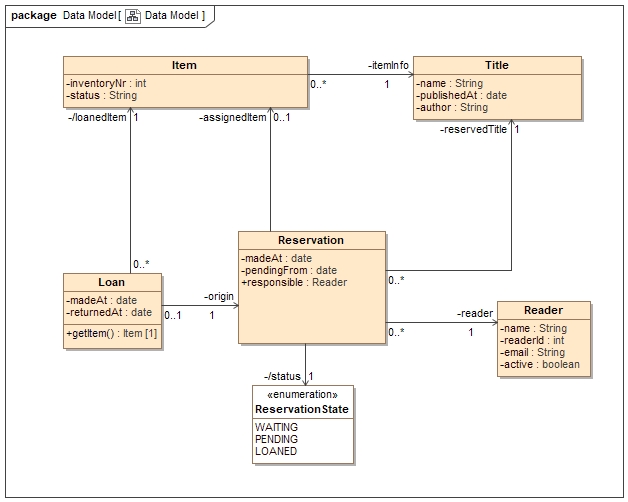 package Data Model[ Data Model ]
Item
-inventoryNr : int
-status : String
0..*
-itemInfo
1
Title
-name : String
-publishedAt : date
-author : String
-/loanedItem 1
-assignedItem 0..1
-reservedTitle 1
Reservation
-madeAt : date
-pendingFrom : date
+responsible : Reader
0..*
0..*
Loan
-madeAt : date
-returnedAt : date
+getItem() : Item [1]
-origin
0..1
1
-reader
0..*
1
Reader
-name : String
-readerId : int
-email : String
-active : boolean
-/status 1
«enumeration»
ReservationState
WAITING
PENDING
LOANED